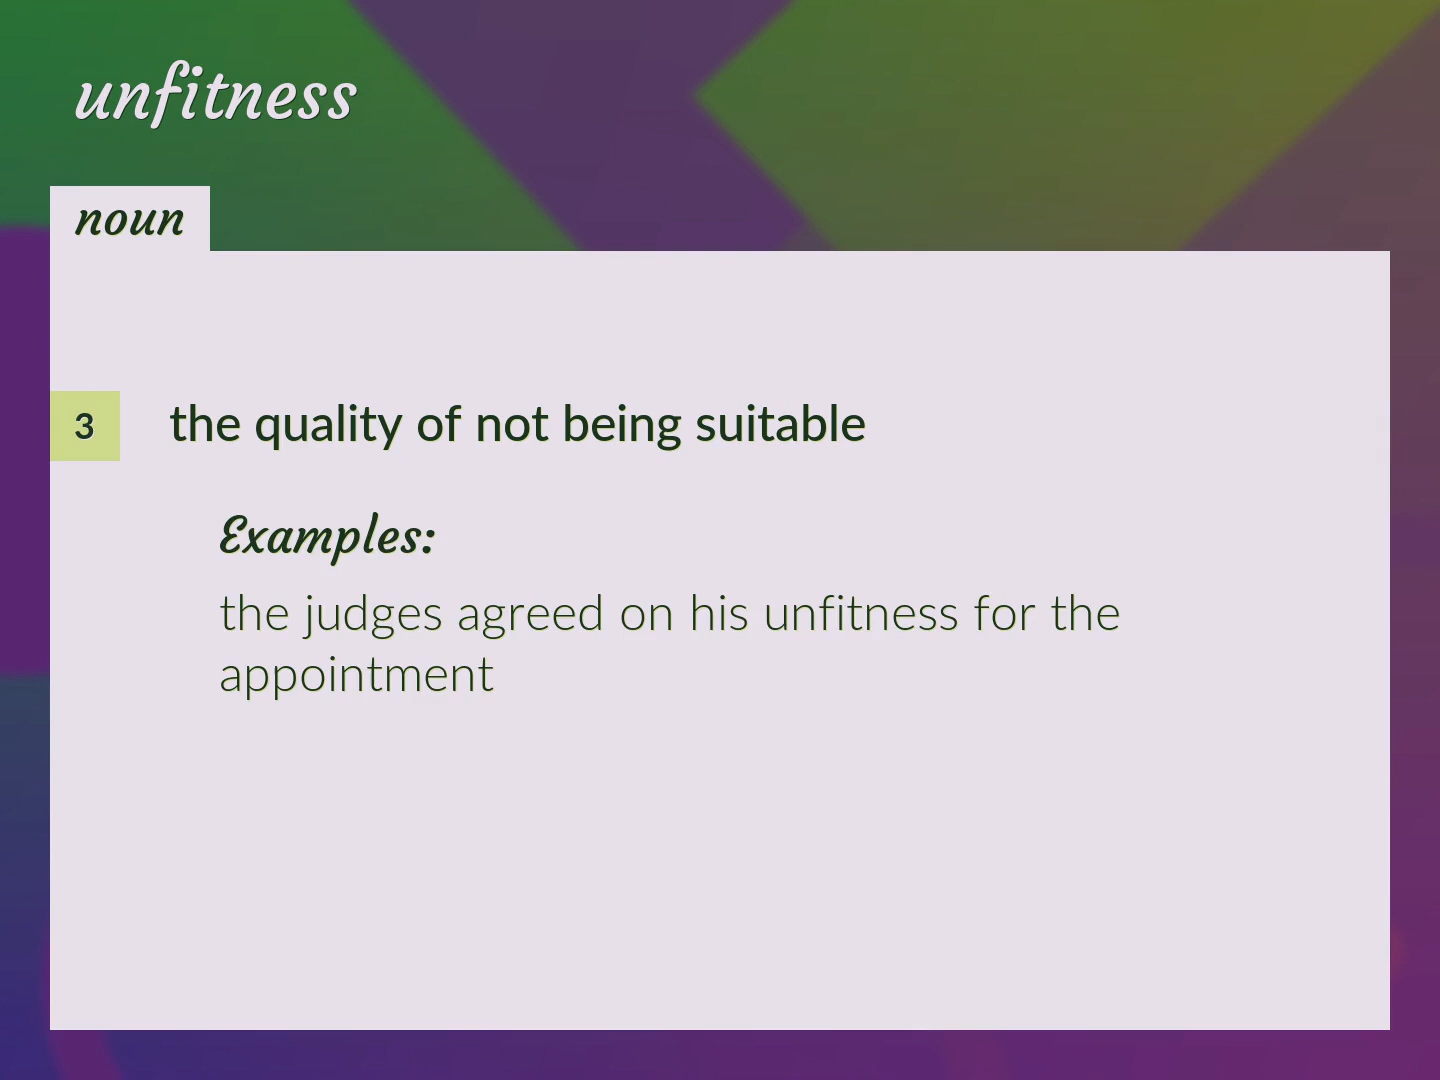 unfitness
noun
3
the quality of not being suitable
Examples:
the judges agreed on his unfitness for the
appointment